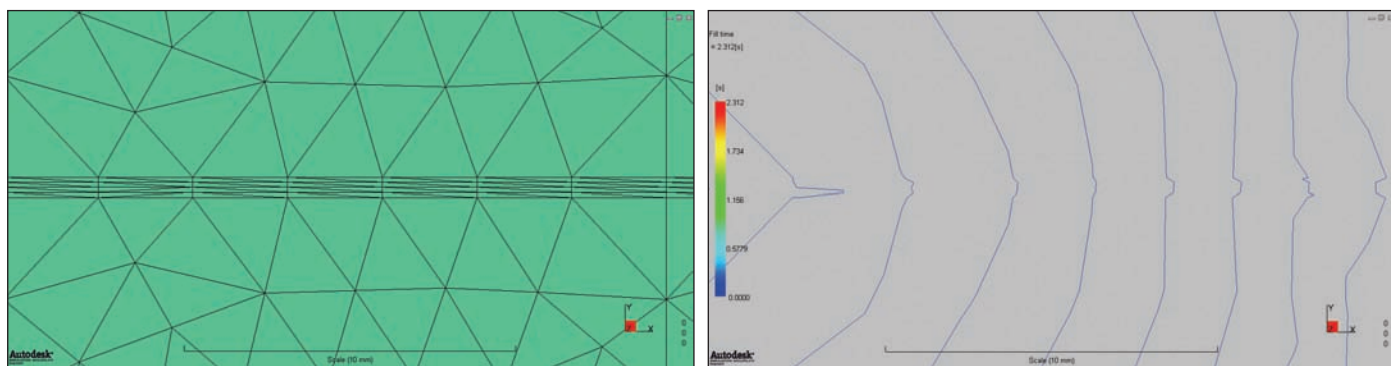 Y
Z X
0
0
0
Autodesk
Scale (10 mm)
Fill time
= 2.312[s]
[s]
2.312
1.734
1.156
0.5779
0.0000
Y
Z X
0
0
0
Autodesk
Scale (10 mm)